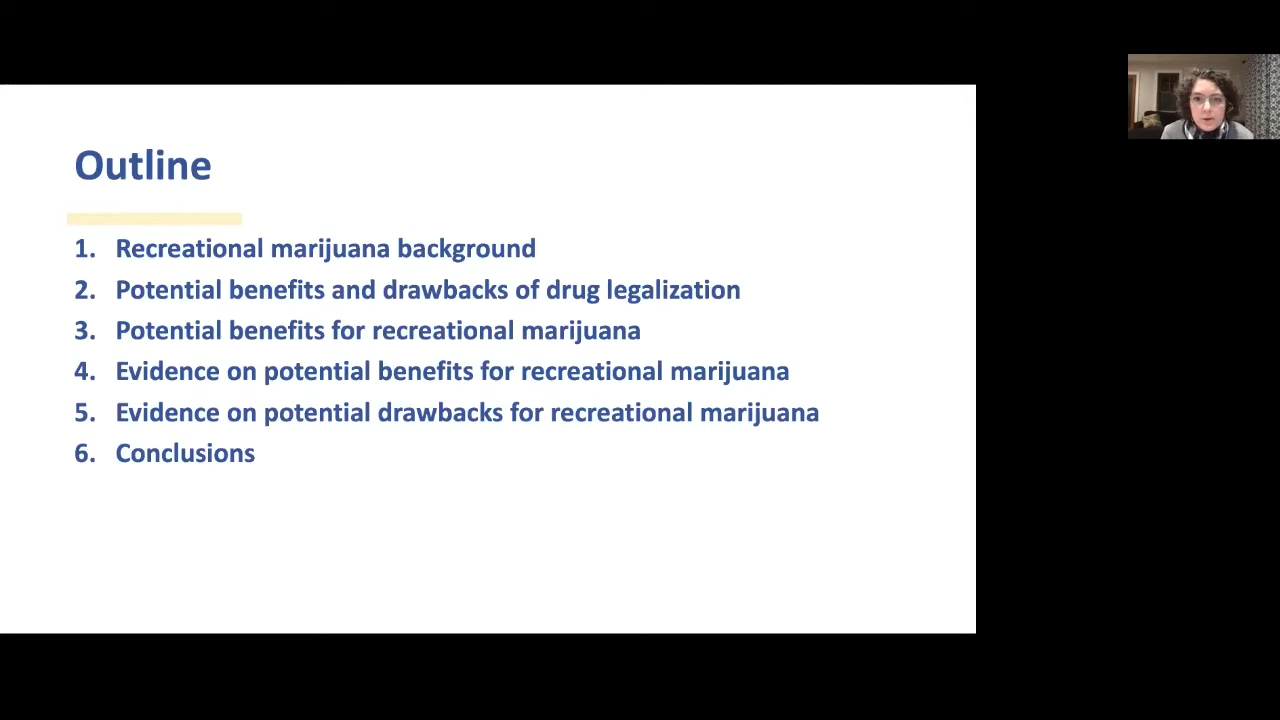 Outline
1. Recreational marijuana background
2. Potential benefits and drawbacks of drug legalization
3. Potential benefits for recreational marijuana
4. Evidence on potential benefits for recreational marijuana
5. Evidence on potential drawbacks for recreational marijuana
6. Conclusions